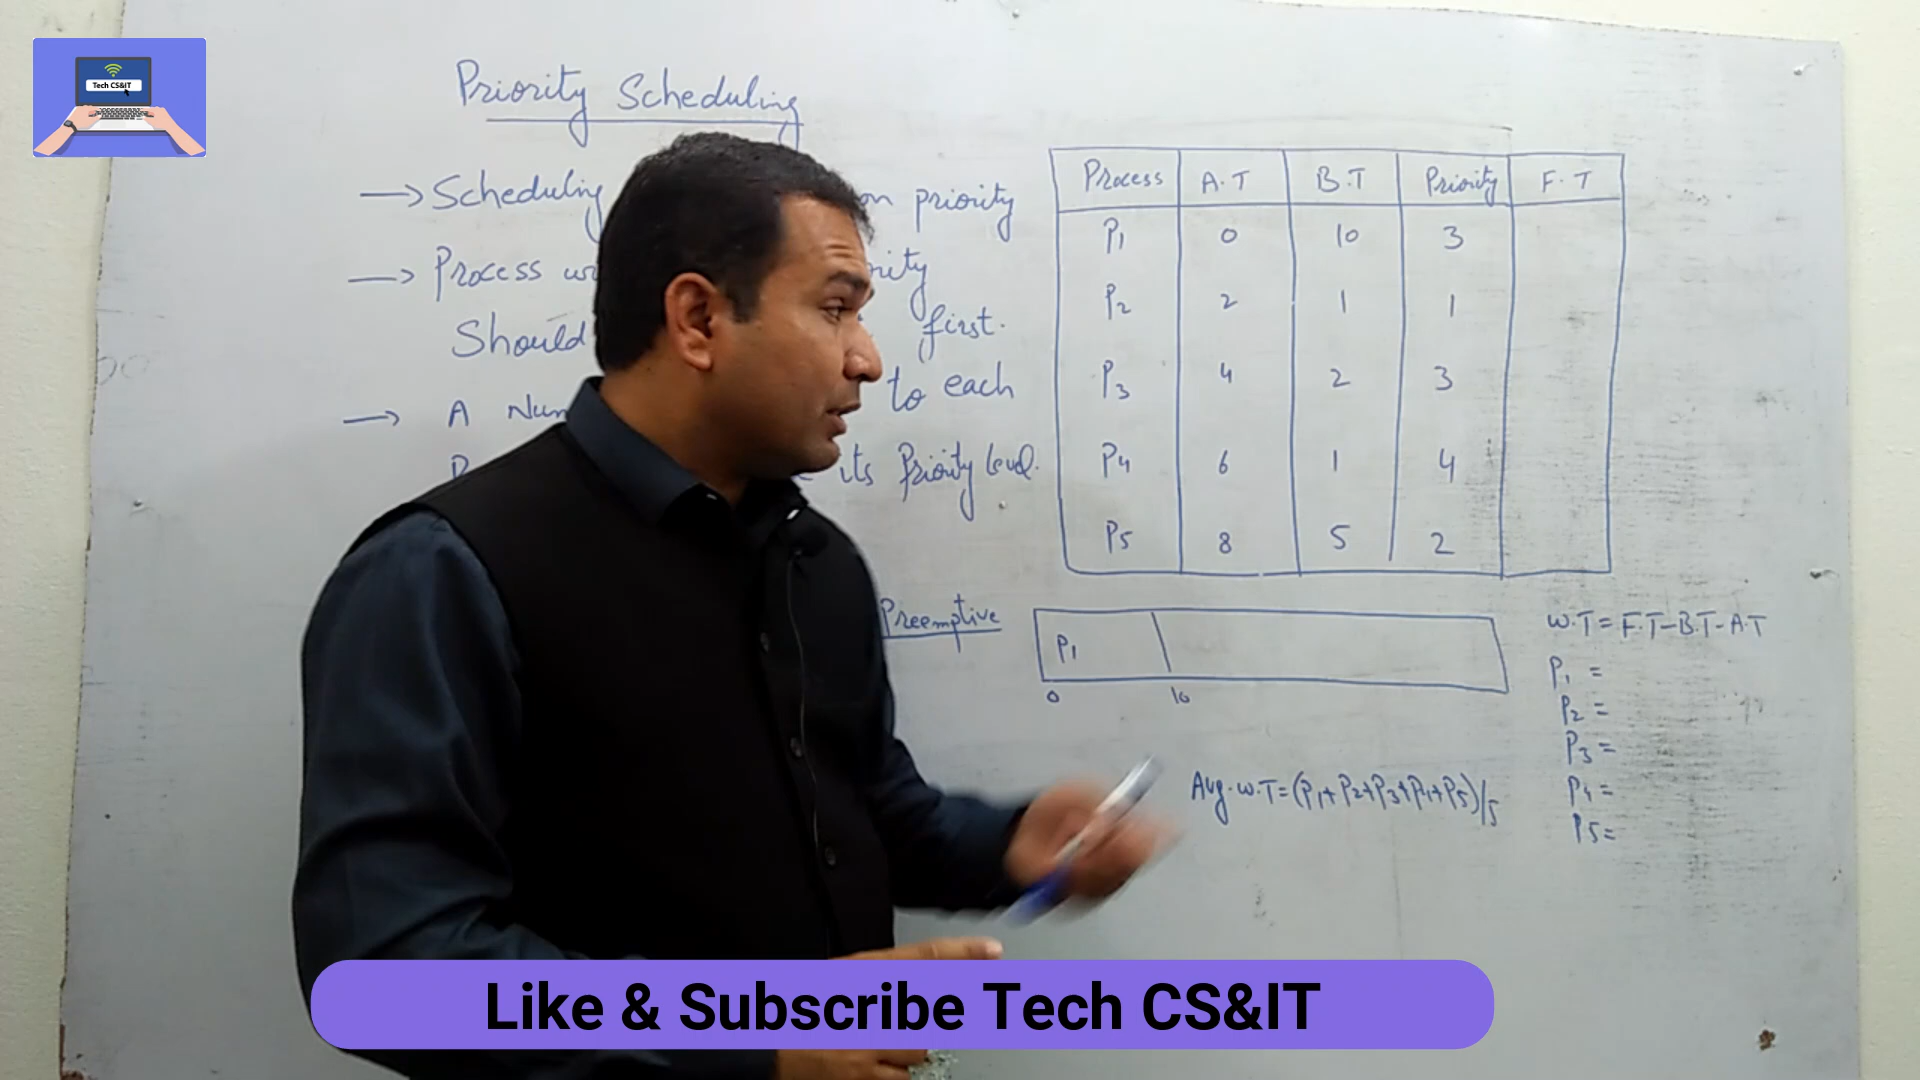 Tech CS&IT
Priority Scheduling
→ Scheduling on priority
→ Process
Should first.
→ A to each
its Priority level.
Process A.T B.T Priority F.T
P1 0 10 3
P2 2 1 1
P3 4 2 3
P4 6 1 4
P5 8 5 2
Preemptive
P1
0 10
W.T = F.T-B.T-A.T
P1 =
P2 =
P3 =
P4 =
P5 =
Avg.W.T=(P1+P2+P3+P4+P5)/5
Like & Subscribe Tech CS&IT